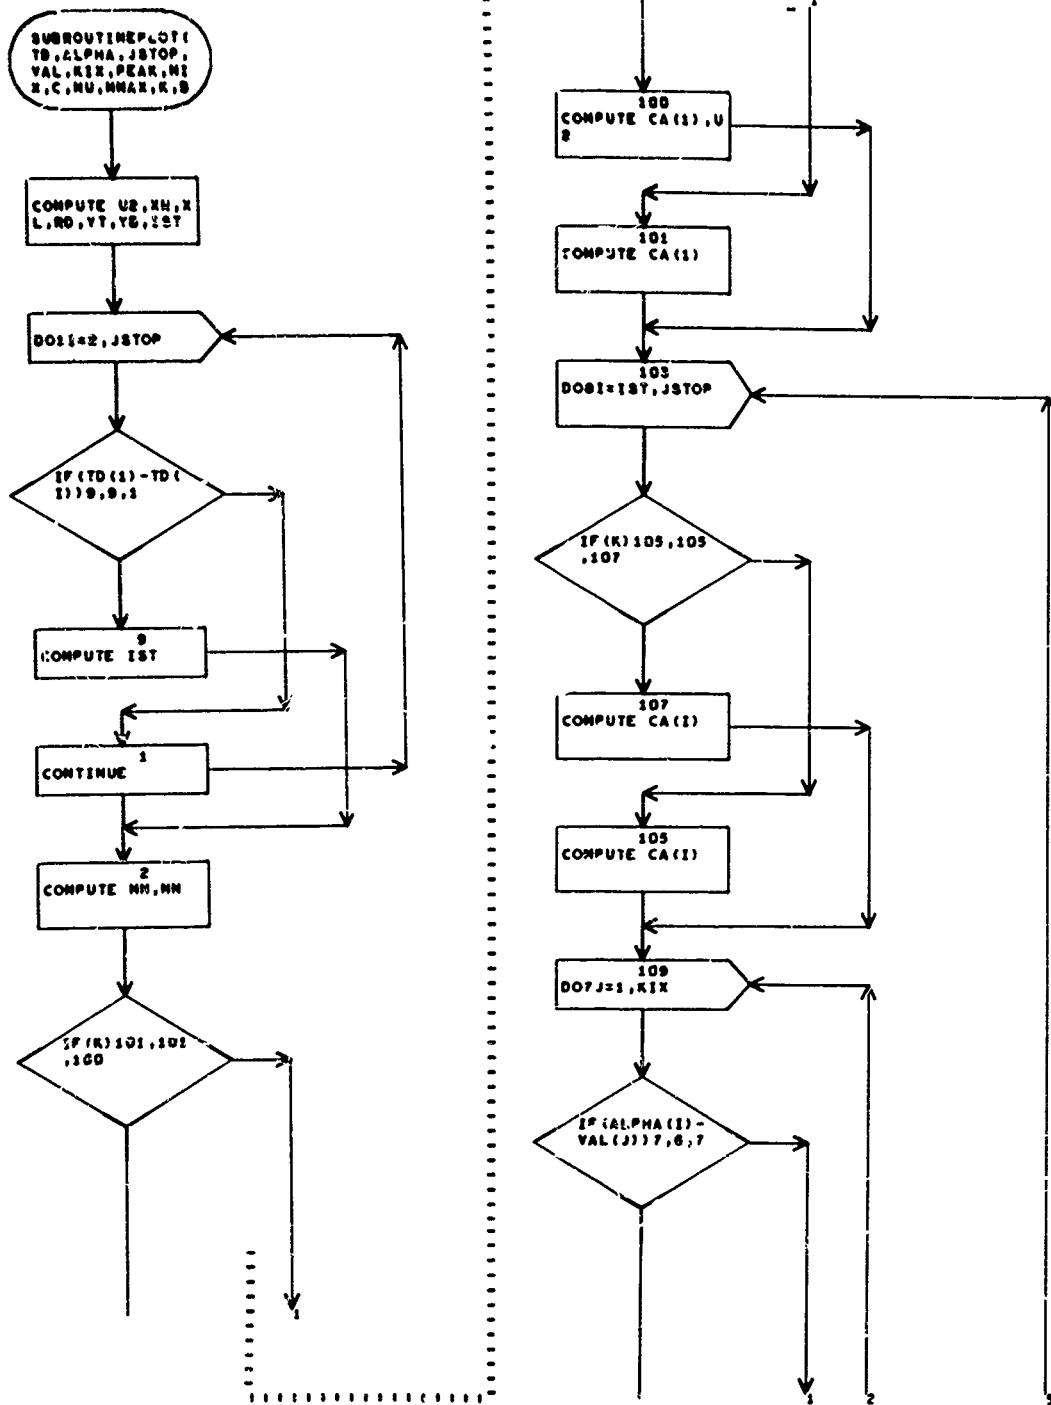 SUBROUTINEPLOT(
TD,ALPHA,JSTOP,
VAL,KIX,PEAK,NI
X,C,NU,NMAX,K,B
COMPUTE U2,XH,X
L,RD,YT,YB,IST
DO1I=2,JSTOP
IF(TD(1)-TD(
I))9,9,1
9
COMPUTE IST
1
CONTINUE
2
COMPUTE NM,NN
IF(K)101,101
,100
1
100
COMPUTE CA(1),U
2
101
COMPUTE CA(1)
103
DO8I=IST,JSTOP
IF(K)105,105
,107
107
COMPUTE CA(I)
105
COMPUTE CA(I)
109
DO7J=1,KIX
IF(ALPHA(I)-
VAL(J))7,6,7
1
2